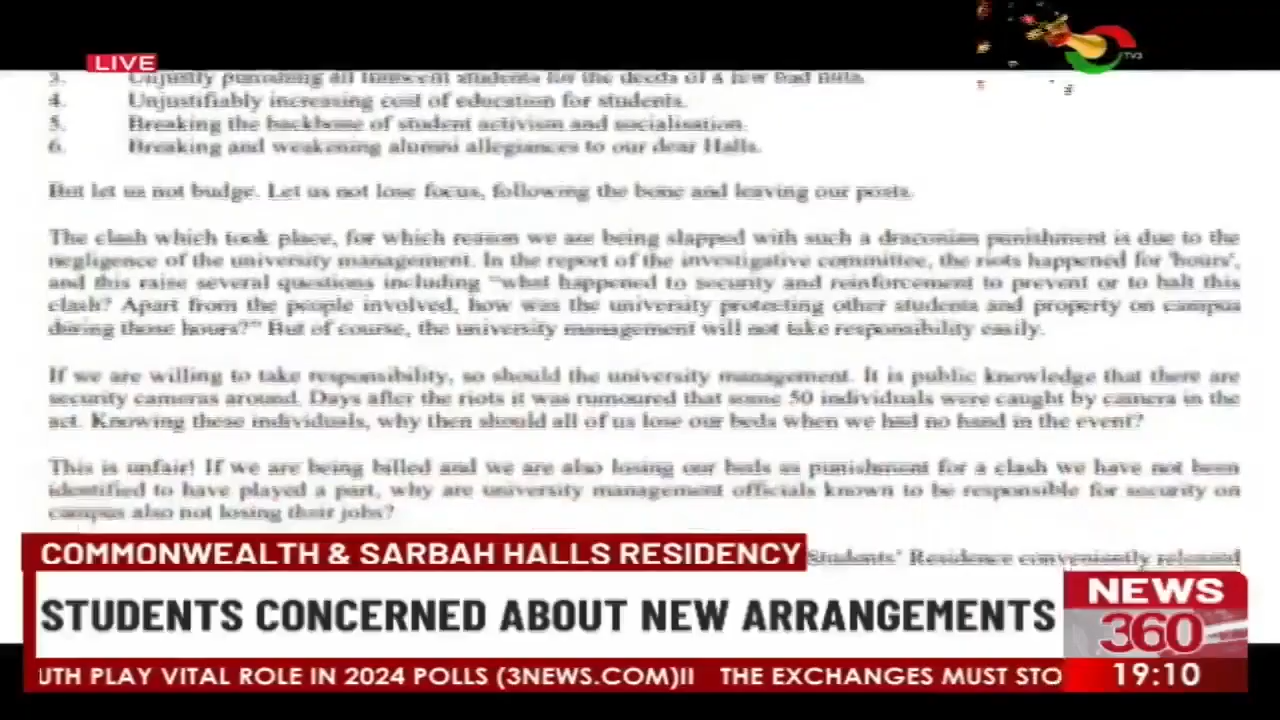 LIVE
TV3
3. Unjustly punishing all innocent students for the deeds of a few bad nuts.
4. Unjustifiably increasing cost of education for students.
5. Breaking the backbone of student activism and socialisation.
6. Breaking and weakening alumni allegiances to our dear Halls.
But let us not budge. Let us not lose focus, following the bone and leaving our posts.
The clash which took place, for which reason we are being slapped with such a draconian punishment is due to the
negligence of the university management. In the report of the investigative committee, the riots happened for 'hours',
and this raise several questions including "what happened to security and reinforcement to prevent or to halt this
clash? Apart from the people involved, how was the university protecting other students and property on campus
during those hours?" But of course, the university management will not take responsibility easily.
If we are willing to take responsibility, so should the university management. It is public knowledge that there are
security cameras around. Days after the riots it was rumoured that some 50 individuals were caught by camera in the
act. Knowing these individuals, why then should all of us lose our beds when we had no hand in the event?
This is unfair! If we are being billed and we are also losing our beds as punishment for a clash we have not been
identified to have played a part, why are university management officials known to be responsible for security on
campus also not losing their jobs?
Students' Residence conveniently released
COMMONWEALTH & SARBAH HALLS RESIDENCY
STUDENTS CONCERNED ABOUT NEW ARRANGEMENTS
NEWS
360
UTH PLAY VITAL ROLE IN 2024 POLLS (3NEWS.COM)II THE EXCHANGES MUST STO
19:10